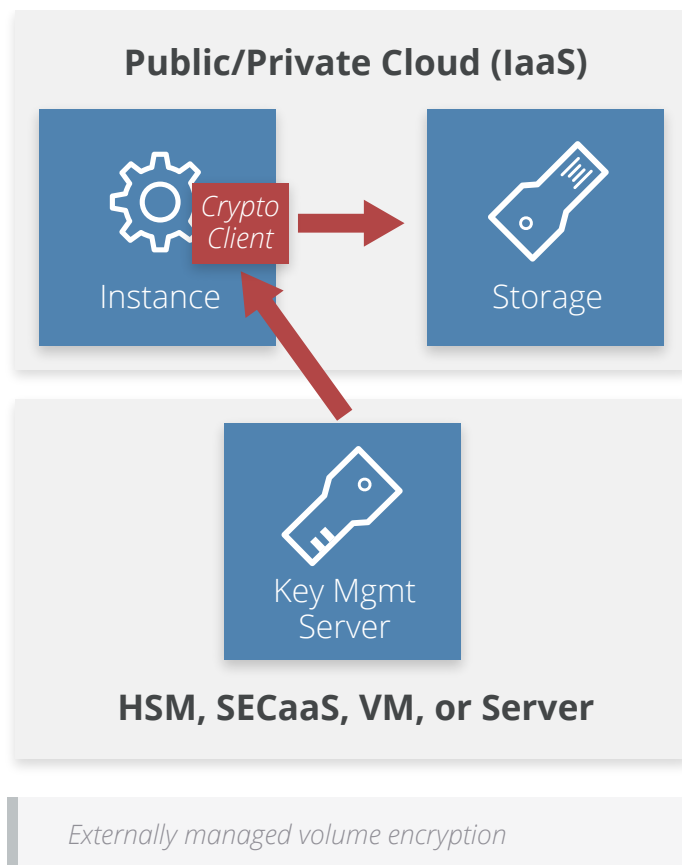 Public/Private Cloud (IaaS)
Crypto
Client
Instance
Storage
Key Mgmt
Server
HSM, SECaaS, VM, or Server
Externally managed volume encryption